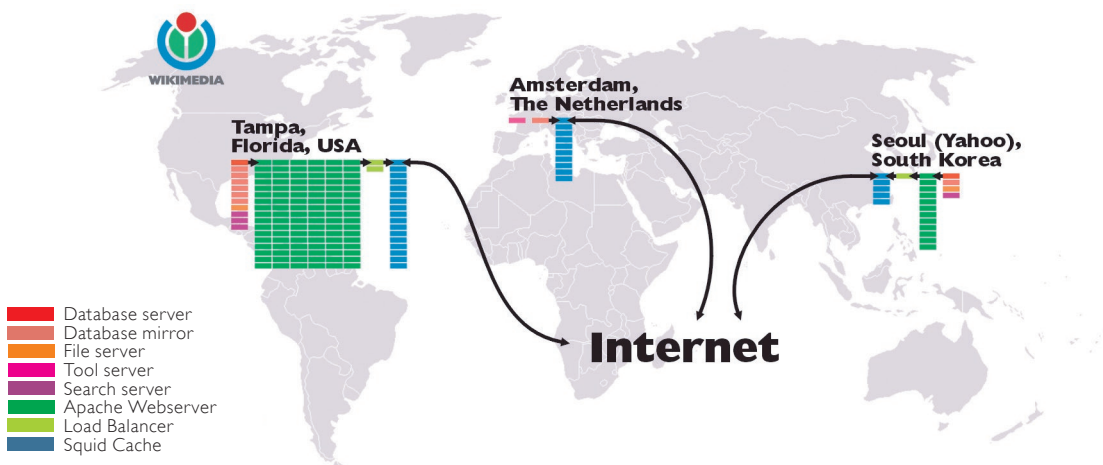 WIKIMEDIA
Tampa,
Florida, USA
Amsterdam,
The Netherlands
Seoul (Yahoo),
South Korea
Internet
Database server
Database mirror
File server
Tool server
Search server
Apache Webserver
Load Balancer
Squid Cache